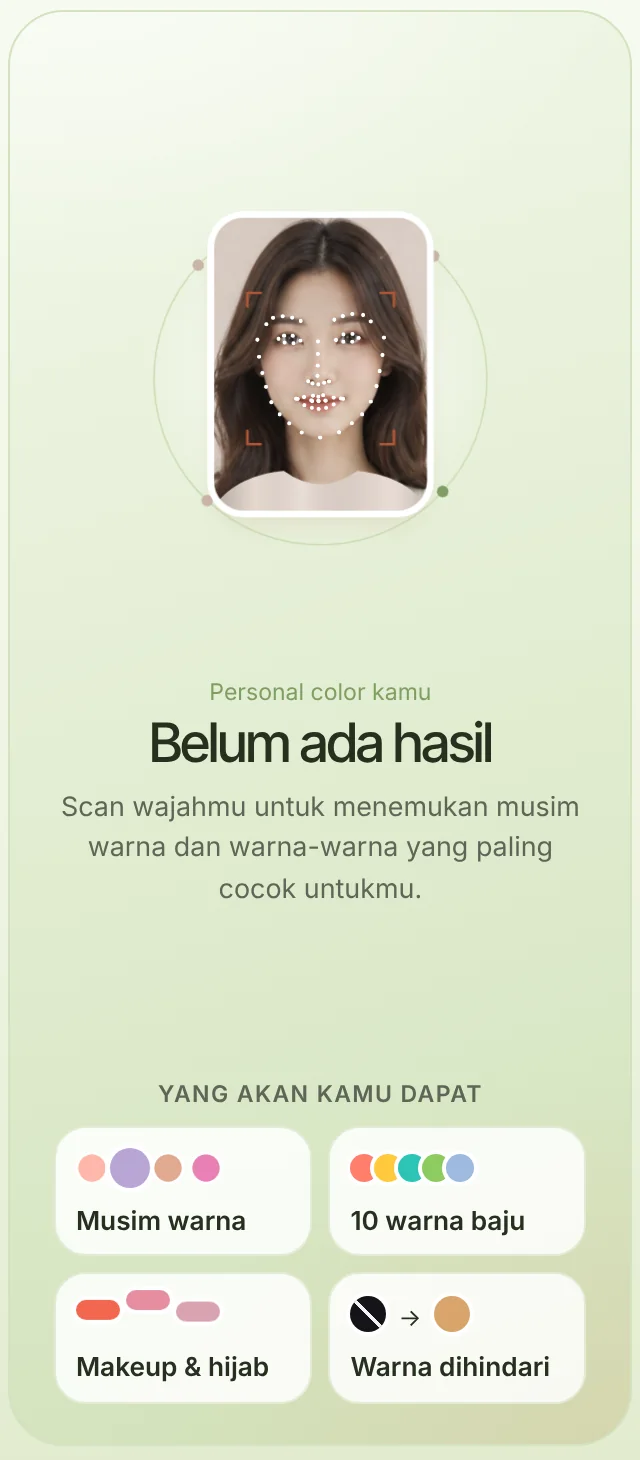 Personal color kamu
Belum ada hasil
Scan wajahmu untuk menemukan musim
warna dan warna-warna yang paling
cocok untukmu.
YANG AKAN KAMU DAPAT
Musim warna
10 warna baju
Makeup & hijab
→
Warna dihindari